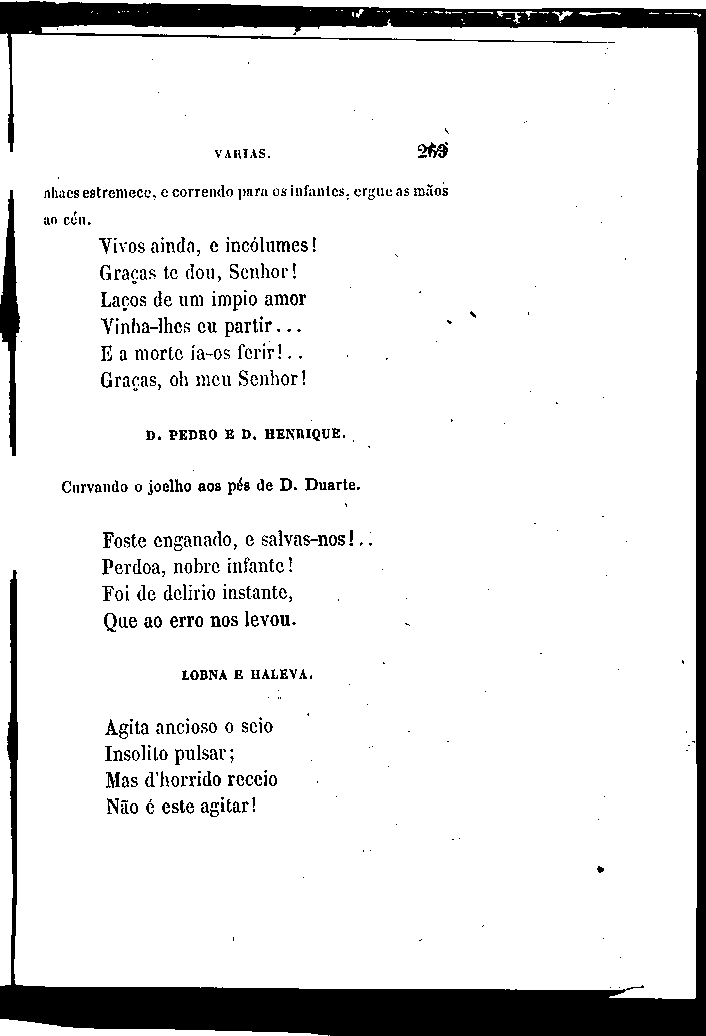 VARIAS. 263
nhaes estremece, e correndo para os infantes, ergue as mãos
ao céu.
Vivos ainda, e incólumes!
Graças te dou, Senhor!
Laços de um impio amor
Vinha-lhes eu partir...
E a morte ía-os ferir!..
Graças, oh meu Senhor!
D. PEDRO E D. HENRIQUE.
Curvando o joelho aos pés de D. Duarte.
Foste enganado, e salvas-nos!..
Perdoa, nobre infante!
Foi de delirio instante,
Que ao erro nos levou.
LOBNA E HALEVA.
Agita ancioso o seio
Insolito pulsar;
Mas d'horrido receio
Não é este agitar!